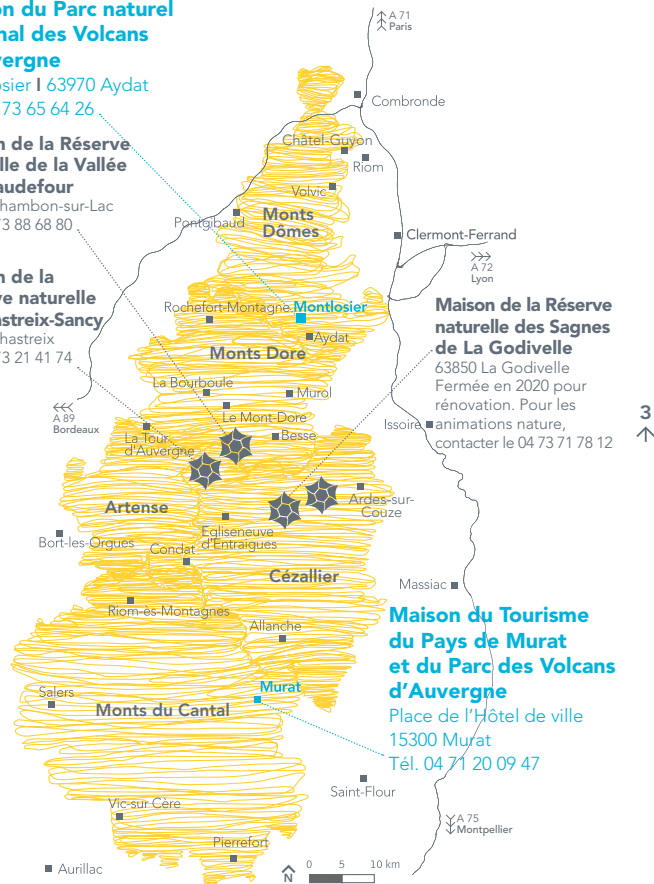 on du Parc naturel
nal des Volcans
vergne
osier I 63970 Aydat
73 65 64 26
n de la Réserve
lle de la Vallée
audefour
hambon-sur-Lac
73 88 68 80
n de la
ve naturelle
astreix-Sancy
hastreix
73 21 41 74
A 71
Paris
Combronde
Châtel-Guyon
Riom
Volvic
Pontgibaud
Monts
Dômes
Clermont-Ferrand
A 72
Lyon
Rochefort-Montagne
Montlosier
Aydat
Monts Dore
La Bourboule
Murol
Le Mont-Dore
A 89
Bordeaux
La Tour
d'Auvergne
Besse
Issoire
Maison de la Réserve
naturelle des Sagnes
de La Godivelle
63850 La Godivelle
Fermée en 2020 pour
rénovation. Pour les
animations nature,
contacter le 04 73 71 78 12
3
Artense
Ardes-sur-
Couze
Bort-les-Orgues
Egliseneuve
d'Entraigues
Condat
Cézallier
Massiac
Riom-ès-Montagnes
Allanche
Maison du Tourisme
du Pays de Murat
et du Parc des Volcans
d'Auvergne
Place de l'Hôtel de ville
15300 Murat
Tél. 04 71 20 09 47
Murat
Salers
Monts du Cantal
Saint-Flour
Vic-sur Cère
A 75
Montpellier
Pierrefort
Aurillac
N
0 5 10 km